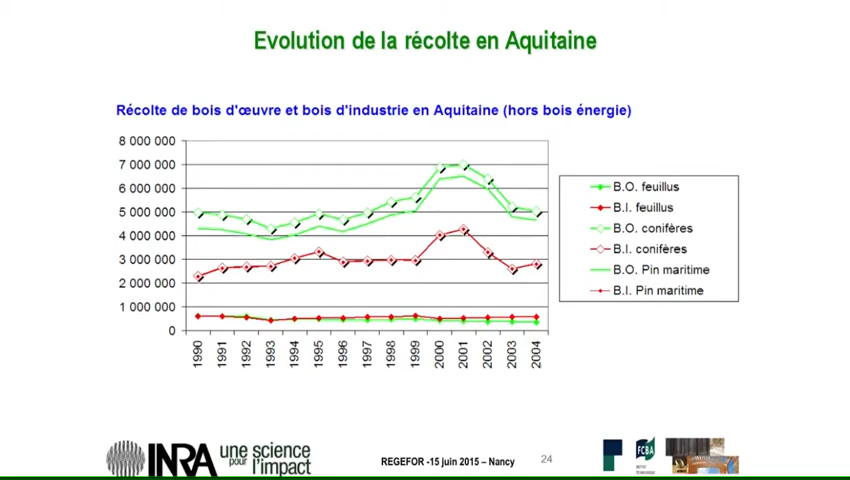 Evolution de la récolte en Aquitaine
Récolte de bois d'œuvre et bois d'industrie en Aquitaine (hors bois énergie)
8 000 000
7 000 000
6 000 000
5 000 000
4 000 000
3 000 000
2 000 000
1 000 000
0
1990 1991 1992 1993 1994 1995 1996 1997 1998 1999 2000 2001 2002 2003 2004
B.O. feuillus
B.I. feuillus
B.O. conifères
B.I. conifères
B.O. Pin maritime
B.I. Pin maritime
INRA
une science
pour l'impact
REGEFOR -15 juin 2015 – Nancy
24
FCBA
INSTITUT
TECHNOLOGIQUE